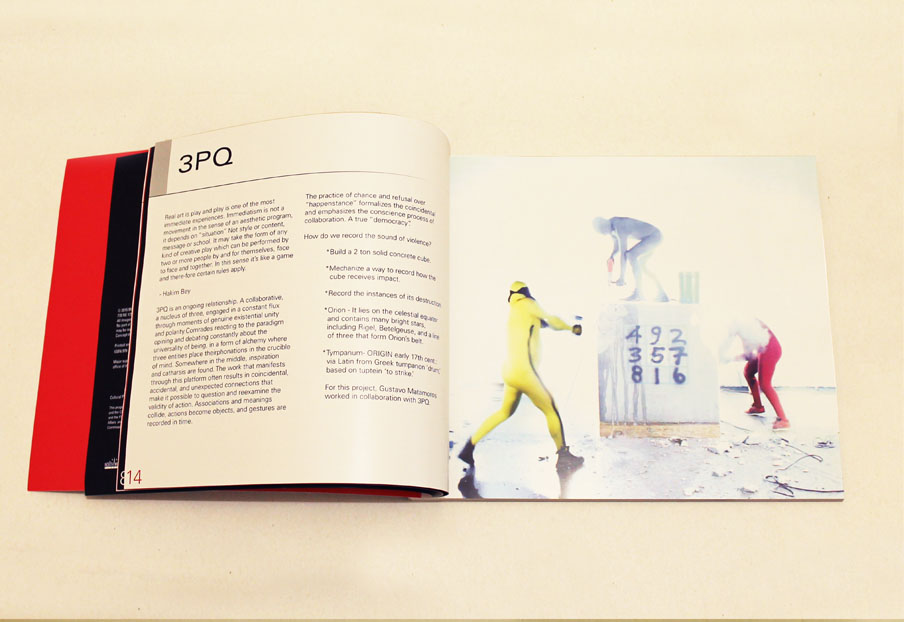 3PQ
Real art is play and play is one of the most
immediate experiences. Immediatism is not a
movement in the sense of an aesthetic program,
it depends on "situation" Not style or content,
message or school. It may take the form of any
kind of creative play which can be performed by
two or more people by and for themselves, face
to face and together. In this sense it's like a game
and there-fore certain rules apply.
- Hakim Bey
3PQ is an ongoing relationship. A collaborative,
a nucleus of three, engaged in a constant flux
through moments of genuine existential unity
and polarity Comrades reacting to the paradigm
opining and debating constantly about the
universality of being, in a form of alchemy where
three entities place their phonations in the crucible
of mind. Somewhere in the middle, inspiration
and catharsis are found. The work that manifests
through this platform often results in coincidental,
accidental, and unexpected connections that
make it possible to question and reexamine the
validity of action. Associations and meanings
collide, actions become objects, and gestures are
recorded in time.
The practice of chance and refusal over
"happenstance" formalizes the coincidental
and emphasizes the conscience process of
collaboration. A true "democracy".
How do we record the sound of violence?
*Build a 2 ton solid concrete cube.
*Mechanize a way to record how the
cube receives impact.
*Record the instances of its destruction
*Orion - It lies on the celestial equator
and contains many bright stars,
including Rigel, Betelgeuse, and a line
of three that form Orion's belt.
*Tympanum- ORIGIN early 17th cent.:
via Latin from Greek tumpanon 'drum,'
based on tuptein 'to strike.'
For this project, Gustavo Matamoros
worked in collaboration with 3PQ.
14
4 9 2
3 5 7
8 1 6